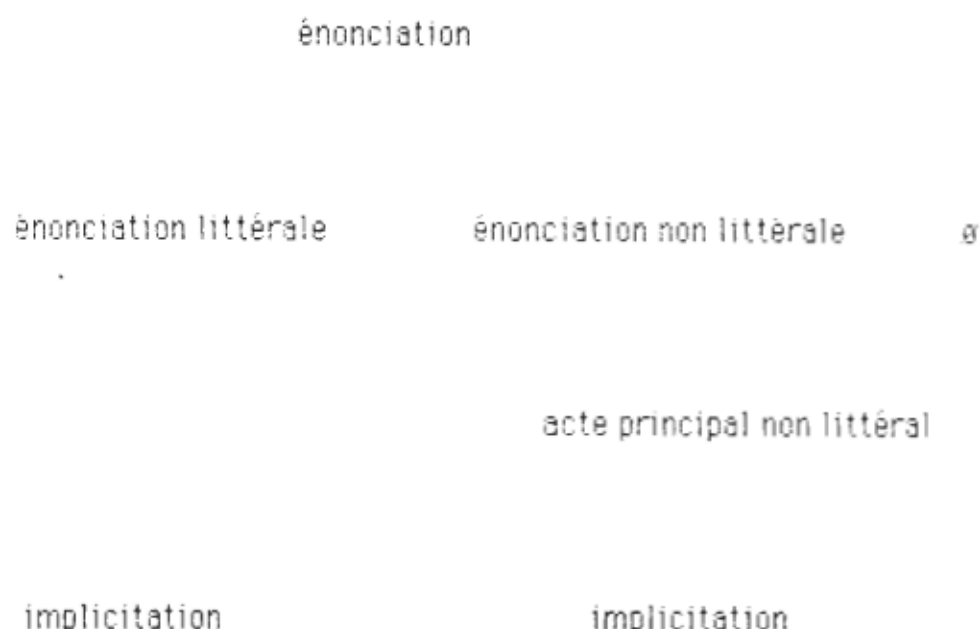 énonciation
énonciation littérale énonciation non littérale ø
acte principal non littéral
implicitation implicitation